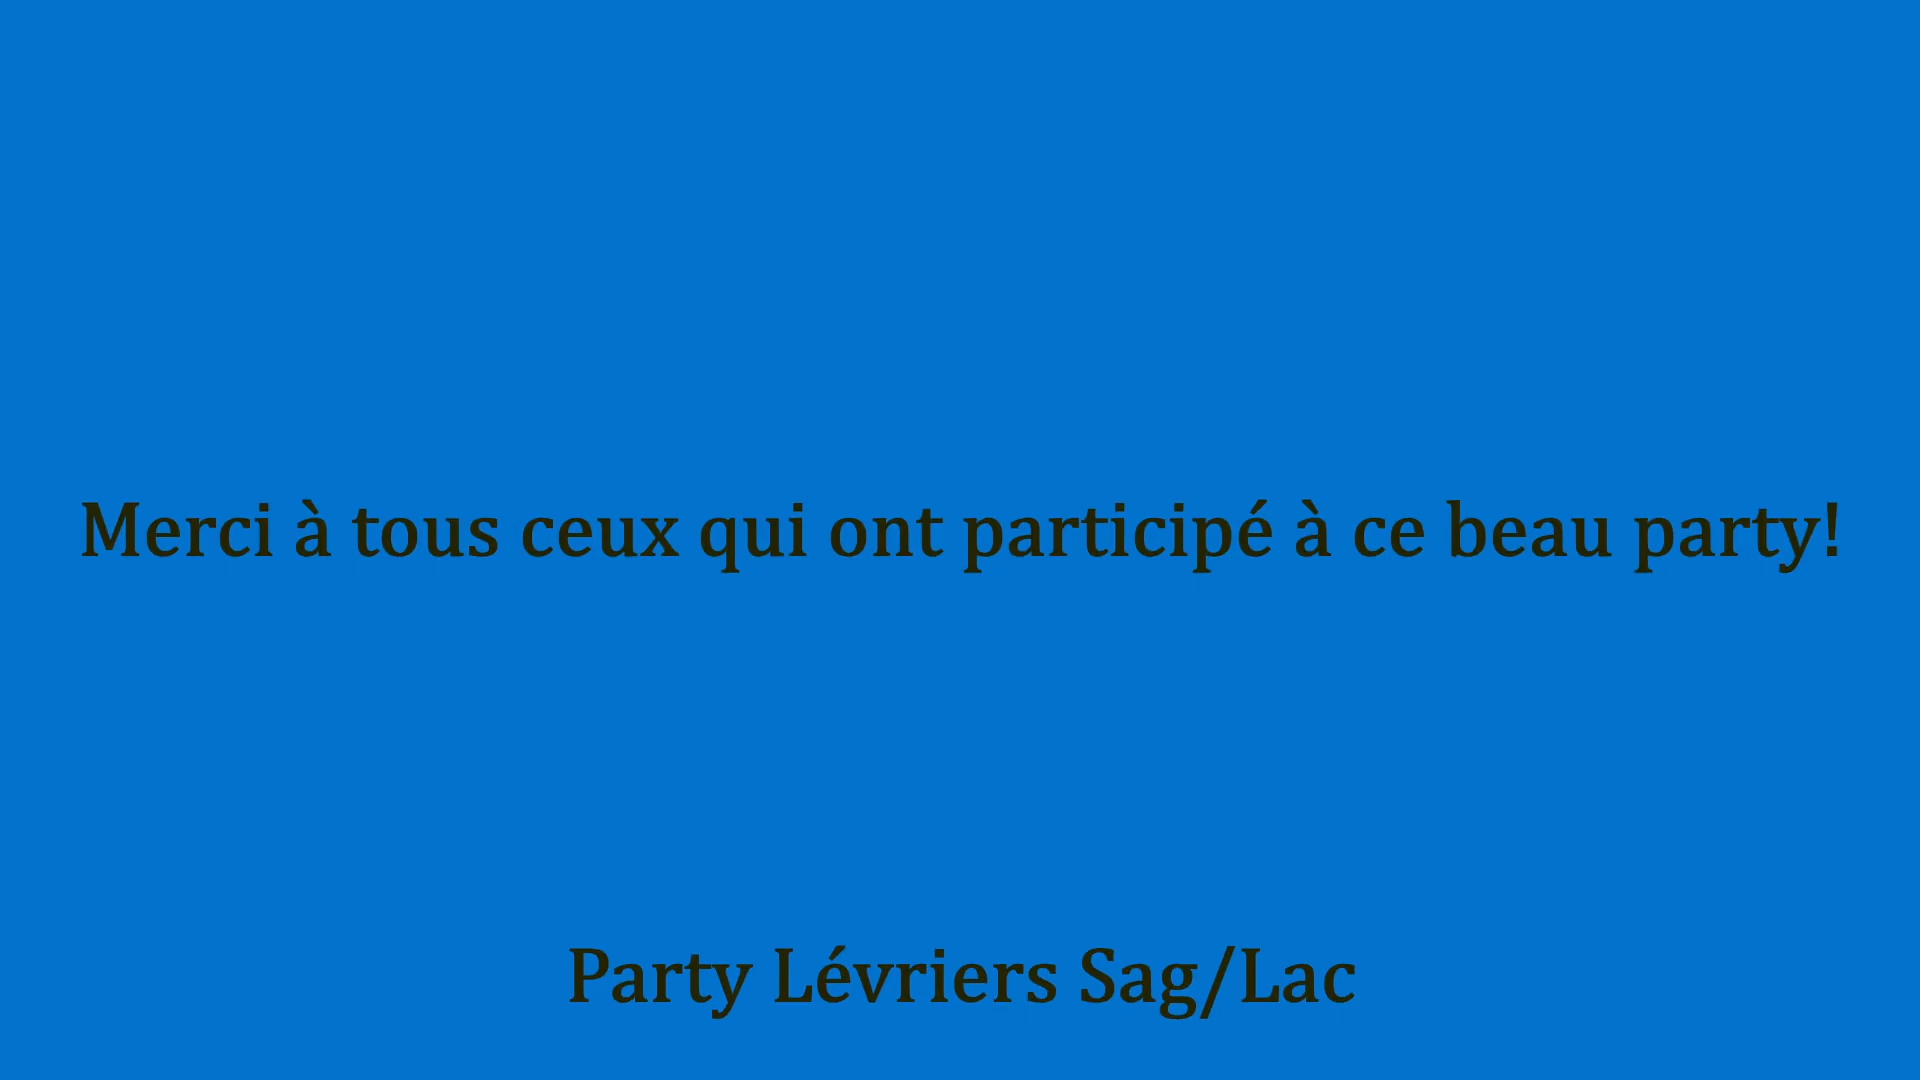 Merci à tous ceux qui ont participé à ce beau party!
Party Lévriers Sag/Lac